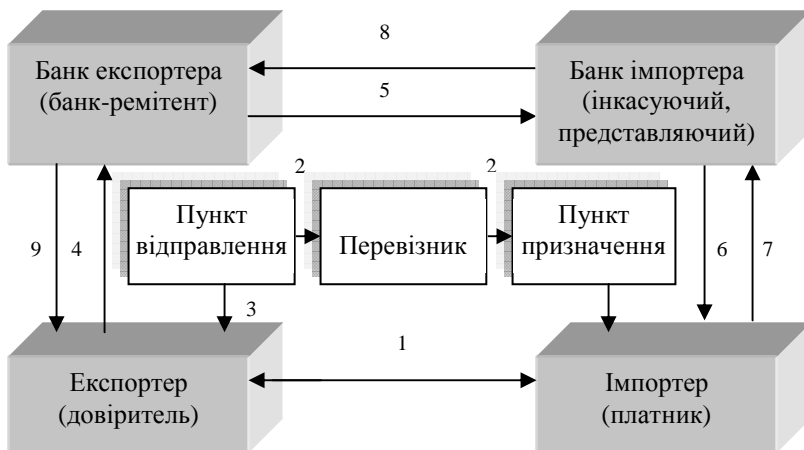 8
Банк експортера
(банк-ремітент)
Банк імпортера
(інкасуючий,
представляючий)
5
2
2
Пункт
відправлення
Перевізник
Пункт
призначення
9
4
6
7
3
1
Експортер
(довіритель)
Імпортер
(платник)